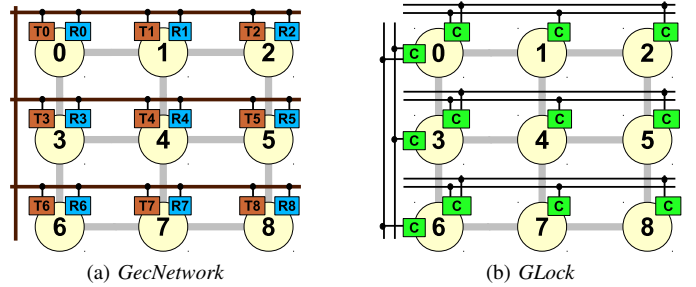 T0 R0 T1 R1 T2 R2 C C C
0 1 2 C 0 1 2
T3 R3 T4 R4 T5 R5 C C C
3 4 5 C 3 4 5
T6 R6 T7 R7 T8 R8 C C C
6 7 8 C 6 7 8
(a) GecNetwork (b) GLock